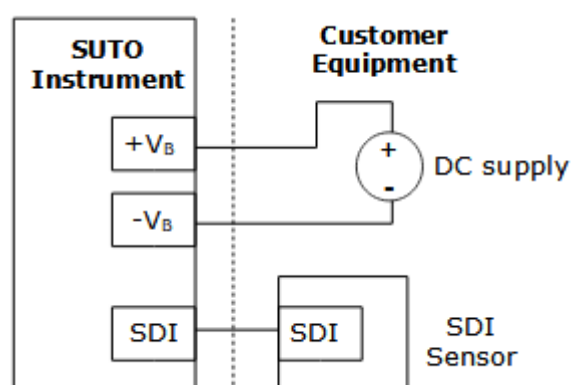 SUTO
Instrument
Customer
Equipment
+VB
+
-
DC supply
-VB
SDI
SDI
SDI
Sensor